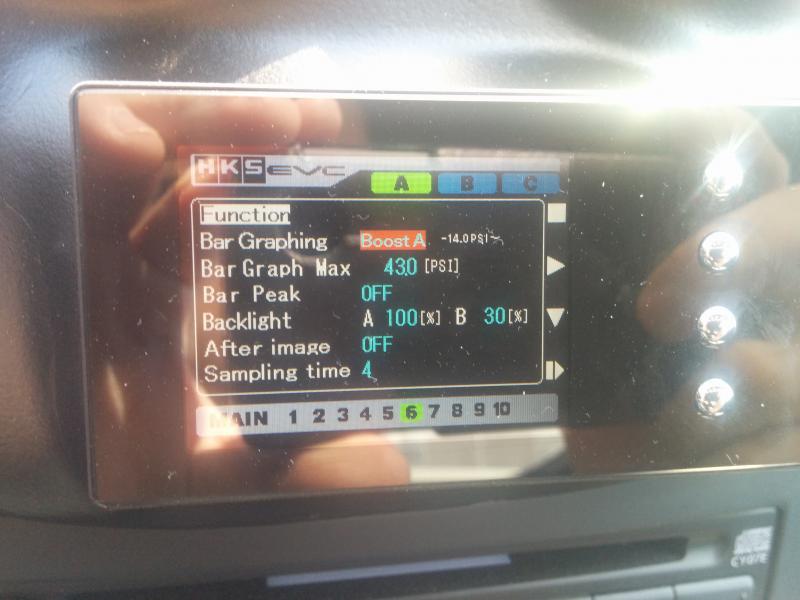 HKS EVC A B C
Function
Bar Graphing Boost A -14.0PSI~
Bar Graph Max 43.0 [PSI]
Bar Peak OFF
Backlight A 100[%] B 30[%]
After image OFF
Sampling time 4
MAIN 1 2 3 4 5 6 7 8 9 10